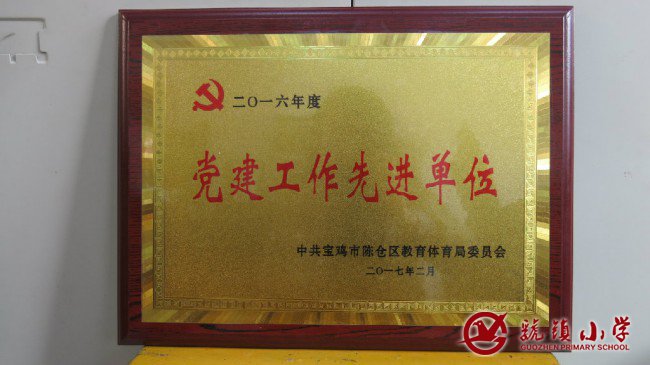 二〇一六年度
党建工作先进单位
中共宝鸡市陈仓区教育体育局委员会
二〇一七年二月
虢镇小学
GUOZHEN PRIMARY SCHOOL